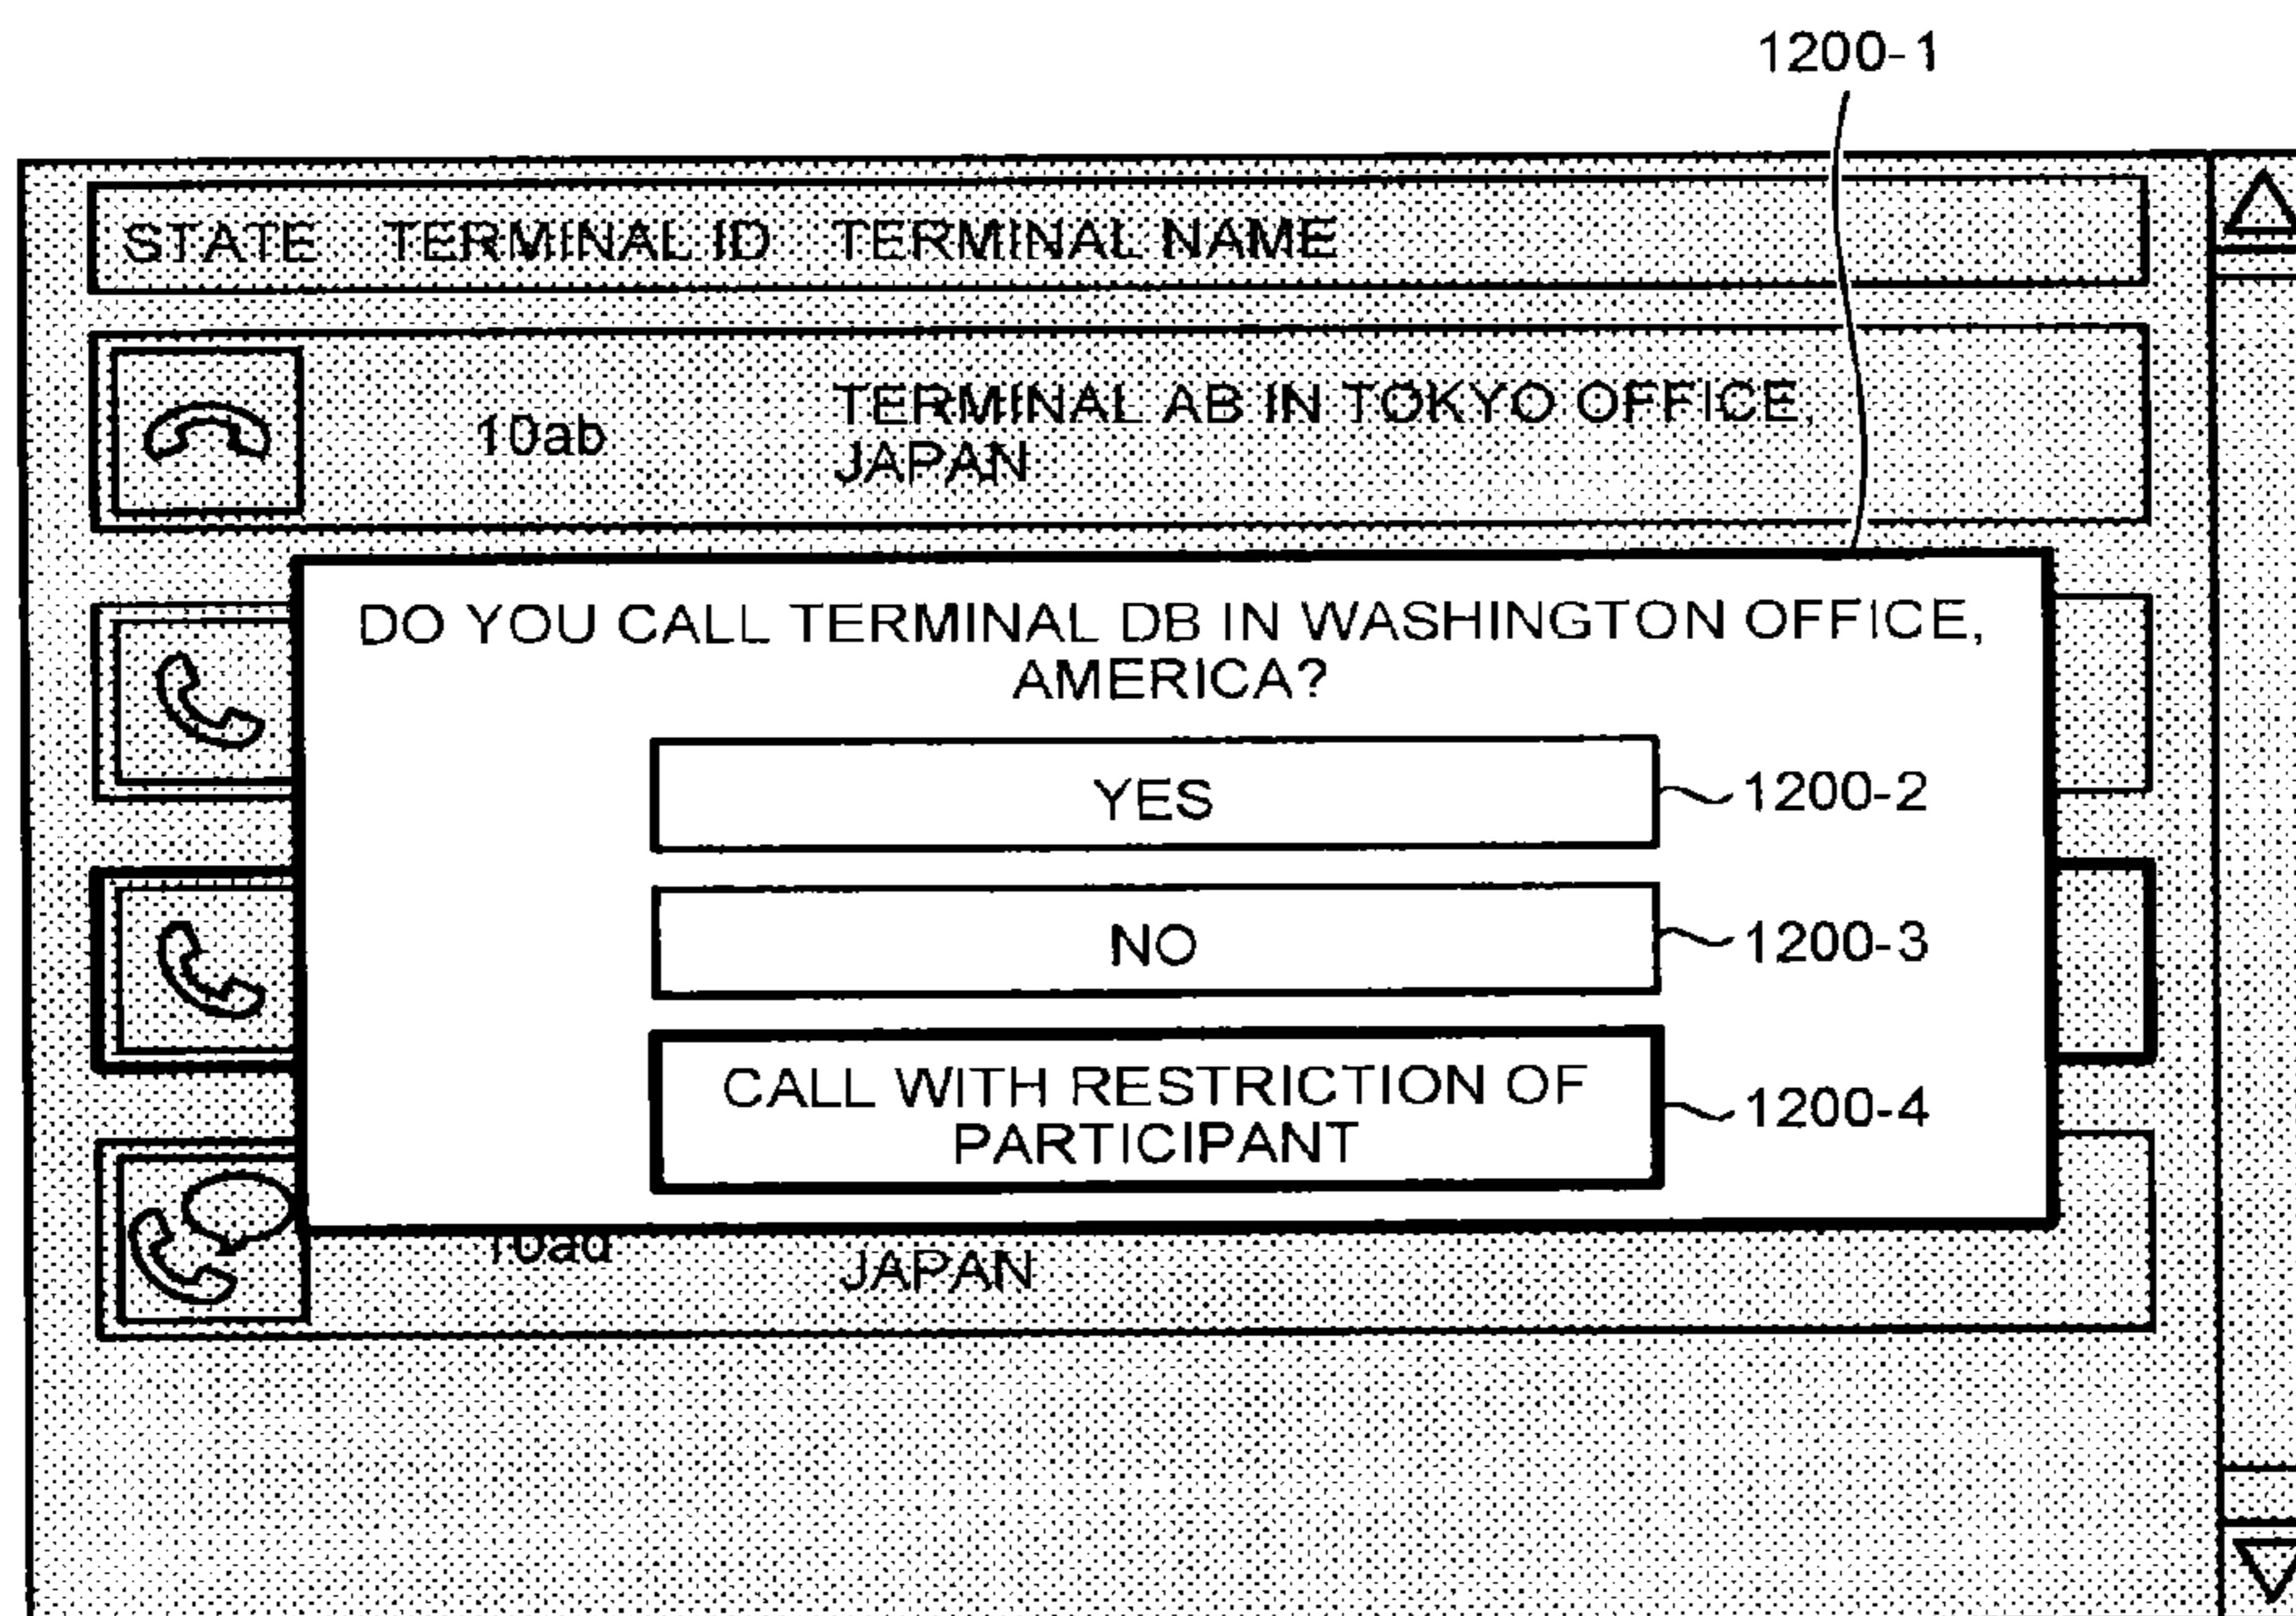 1200-1
STATE TERMINAL ID TERMINAL NAME
10ab
TERMINAL AB IN TOKYO OFFICE,
JAPAN
DO YOU CALL TERMINAL DB IN WASHINGTON OFFICE,
AMERICA?
YES
1200-2
NO
1200-3
CALL WITH RESTRICTION OF
PARTICIPANT
1200-4
10ad
JAPAN